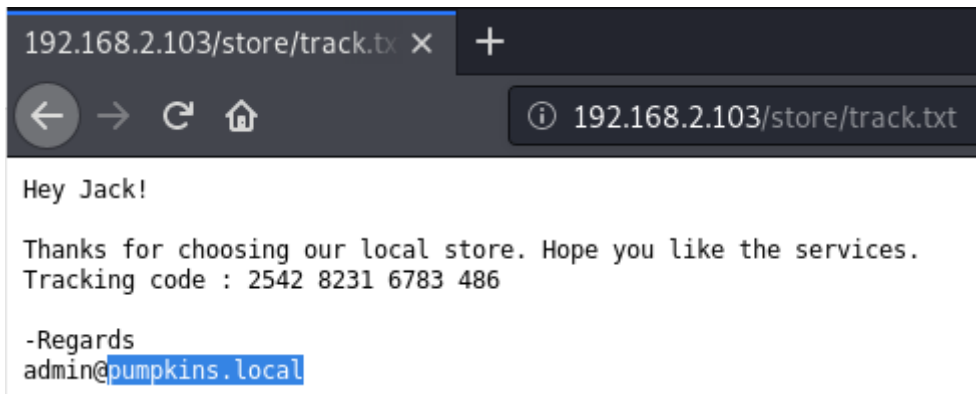 192.168.2.103/store/track.tx
192.168.2.103/store/track.txt
Hey Jack!
Thanks for choosing our local store. Hope you like the services.
Tracking code : 2542 8231 6783 486
-Regards
admin@pumpkins.local